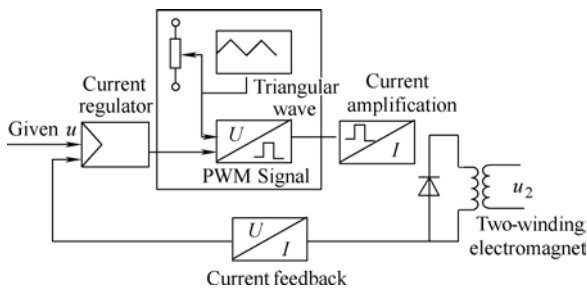 Triangular
wave
Current
regulator
Current
amplification
Given u
U
PWM Signal
I
u2
Two-winding
electromagnet
U
I
Current feedback